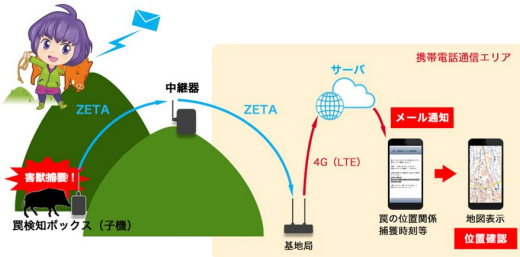 携帯電話通信エリア
サーバ
中継器
ZETA
ZETA
メール通知
4G（LTE）
害獣捕獲！
罠検知ボックス（子機）
基地局
罠の位置関係
捕獲時刻等
地図表示
位置確認